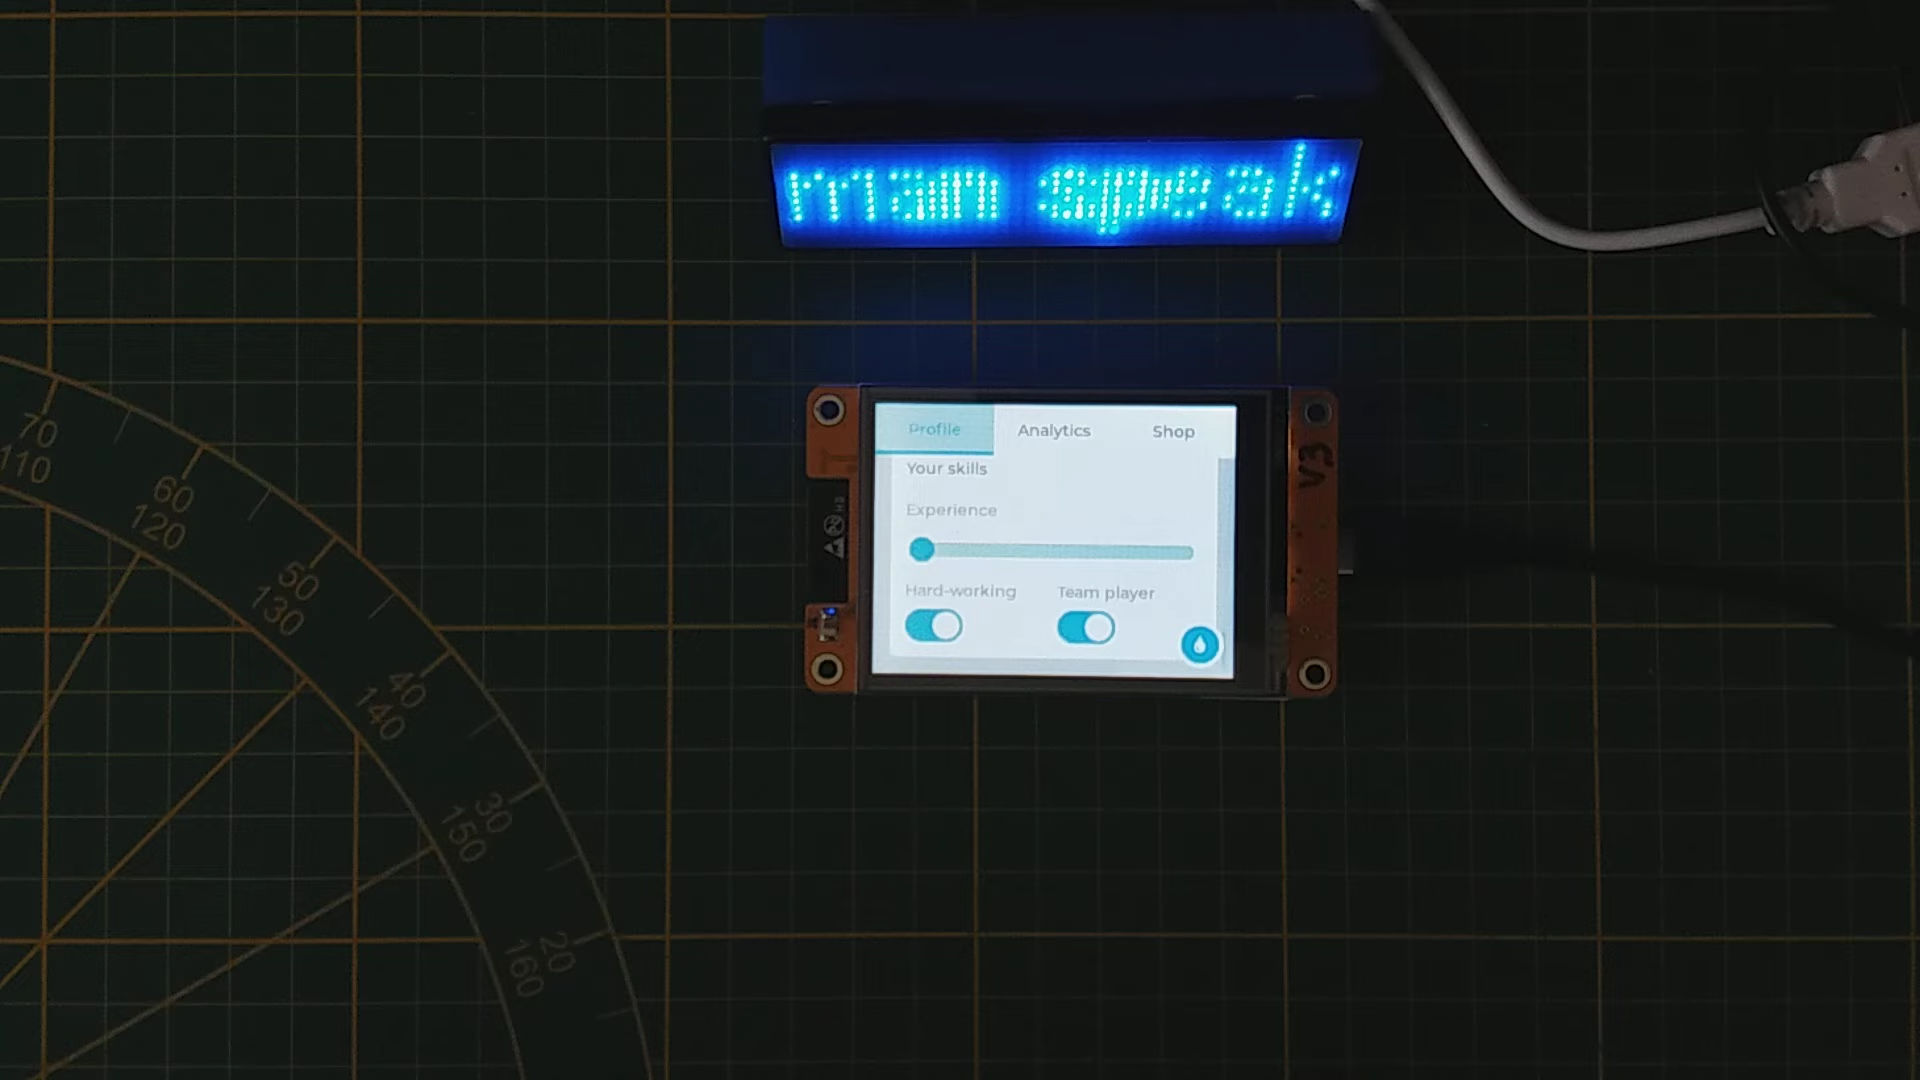 man speak
Profile Analytics Shop
Your skills
Experience
Hard-working Team player
V3
70
110
60
120
50
130
40
140
30
150
20
160